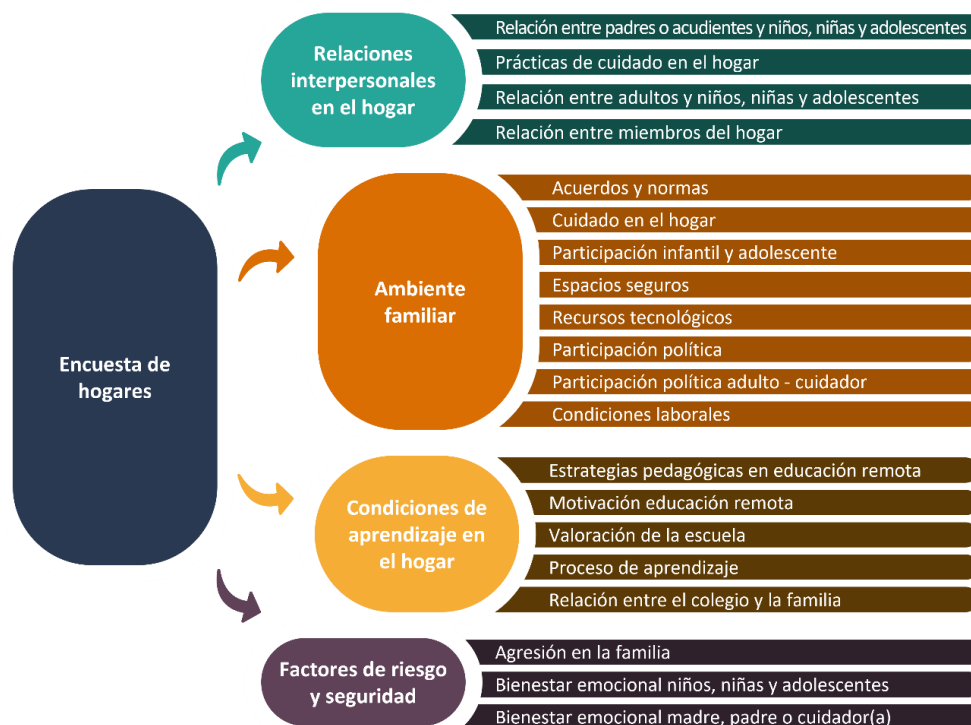 Encuesta de
hogares
Relaciones
interpersonales
en el hogar
Relación entre padres o acudientes y niños, niñas y adolescentes
Prácticas de cuidado en el hogar
Relación entre adultos y niños, niñas y adolescentes
Relación entre miembros del hogar
Ambiente
familiar
Acuerdos y normas
Cuidado en el hogar
Participación infantil y adolescente
Espacios seguros
Recursos tecnológicos
Participación política
Participación política adulto - cuidador
Condiciones laborales
Condiciones de
aprendizaje en
el hogar
Estrategias pedagógicas en educación remota
Motivación educación remota
Valoración de la escuela
Proceso de aprendizaje
Relación entre el colegio y la familia
Factores de riesgo
y seguridad
Agresión en la familia
Bienestar emocional niños, niñas y adolescentes
Bienestar emocional madre, padre o cuidador(a)